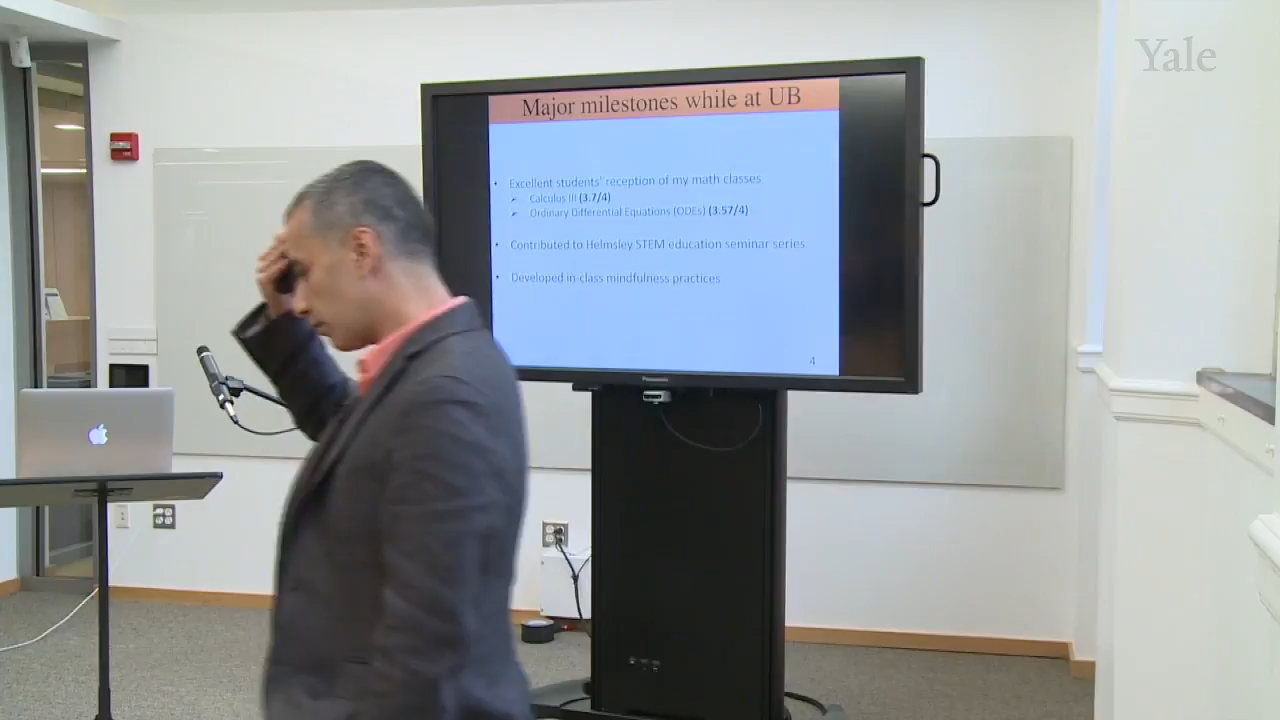 Yale
Major milestones while at UB
• Excellent students' reception of my math classes
➢ Calculus III (3.7/4)
➢ Ordinary Differential Equations (ODEs) (3.57/4)
• Contributed to Helmsley STEM education seminar series
• Developed in-class mindfulness practices
4
Panasonic